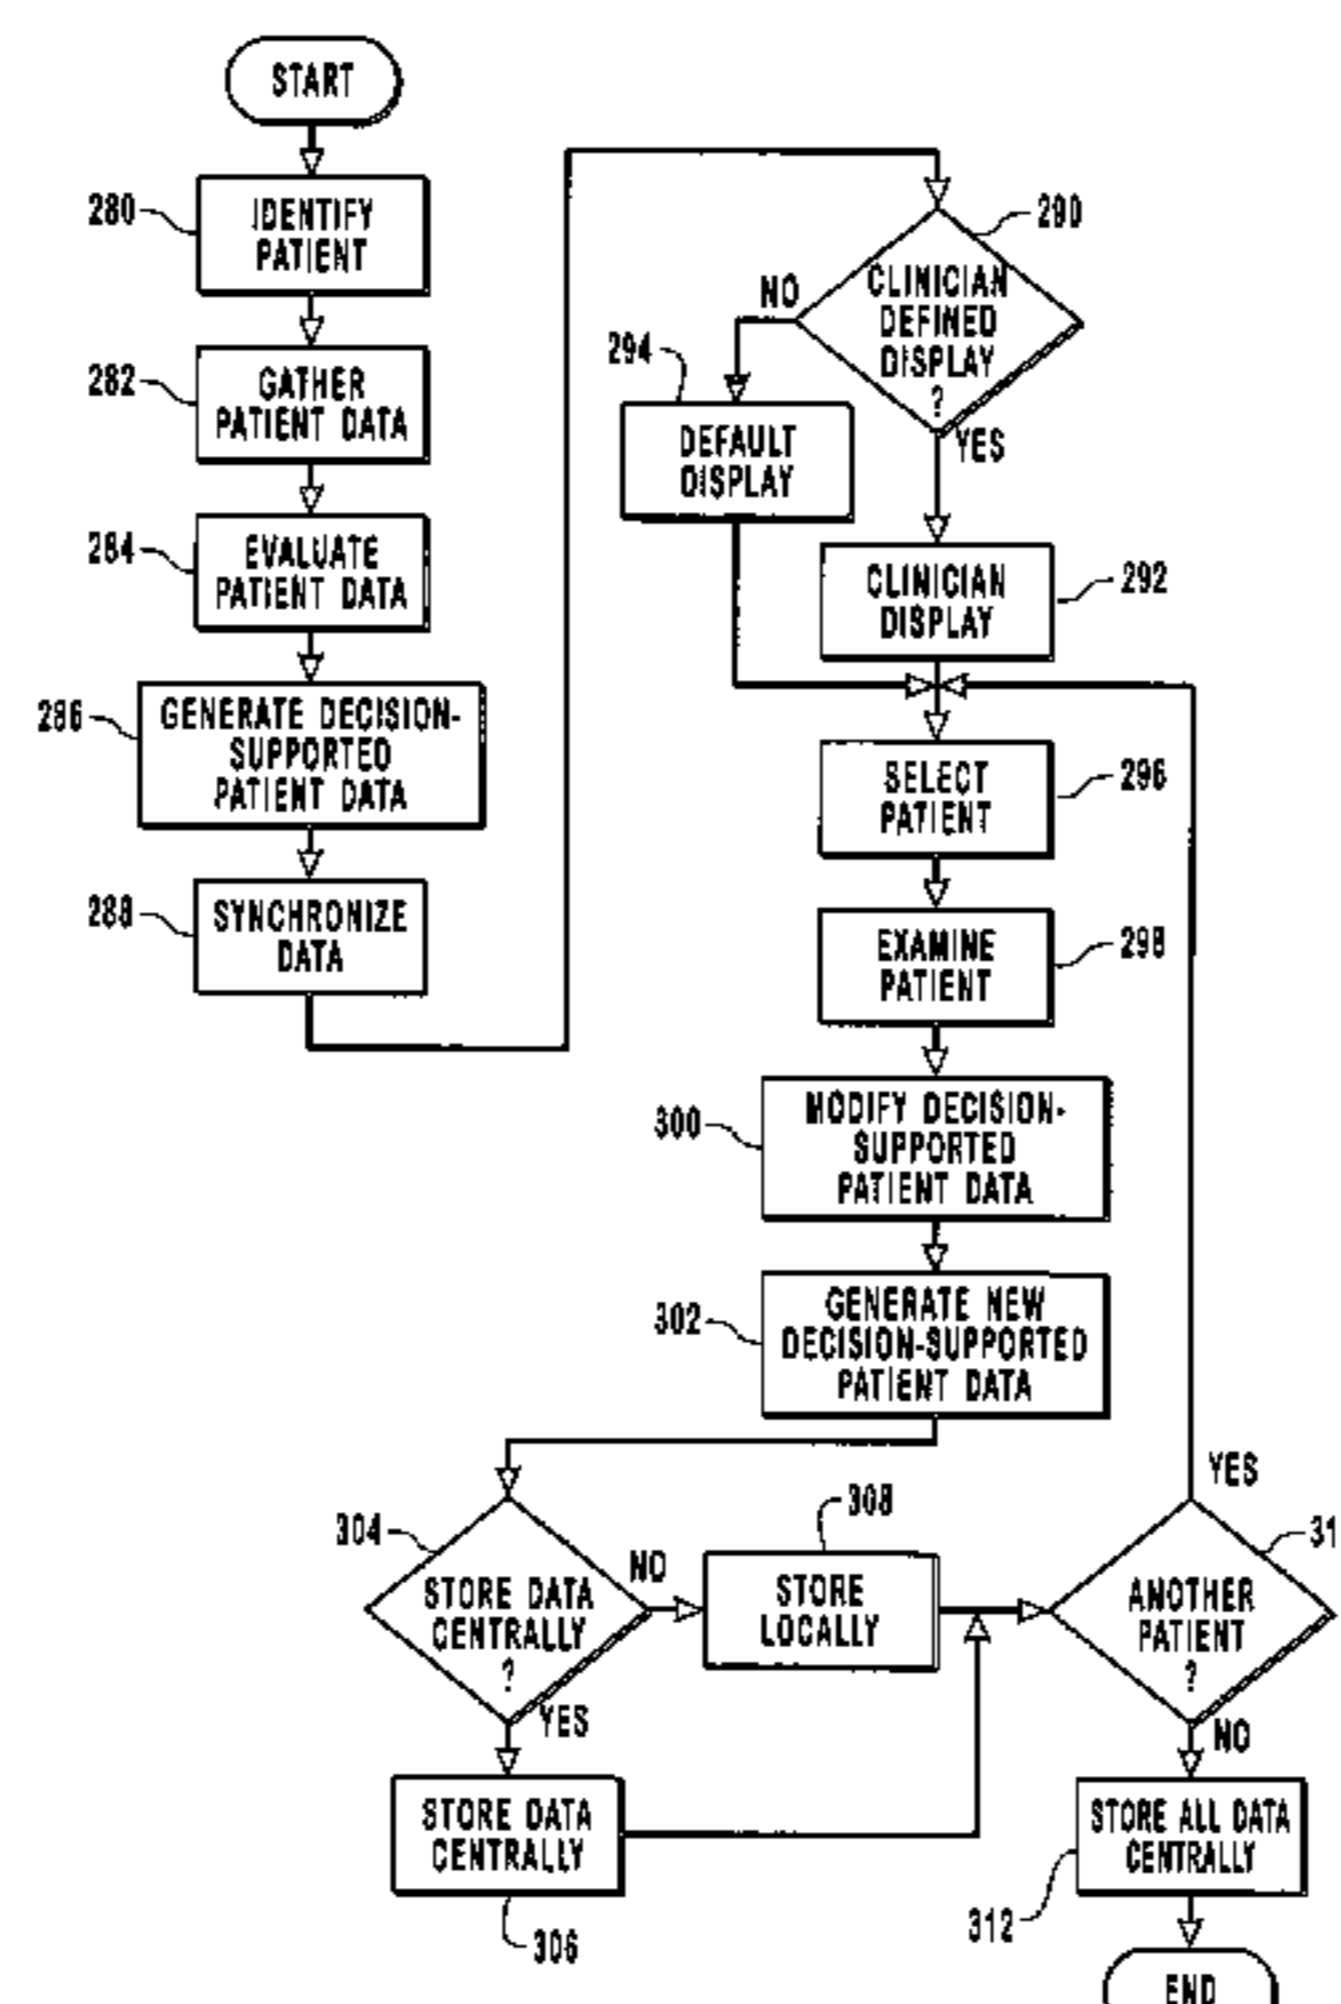 START
280
IDENTIFY
PATIENT
282
GATHER
PATIENT DATA
284
EVALUATE
PATIENT DATA
286
GENERATE DECISION-
SUPPORTED
PATIENT DATA
288
SYNCHRONIZE
DATA
290
CLINICIAN
DEFINED
DISPLAY
?
NO
YES
294
DEFAULT
DISPLAY
292
CLINICIAN
DISPLAY
296
SELECT
PATIENT
298
EXAMINE
PATIENT
300
MODIFY DECISION-
SUPPORTED
PATIENT DATA
302
GENERATE NEW
DECISION-SUPPORTED
PATIENT DATA
304
STORE DATA
CENTRALLY
?
NO
YES
308
STORE
LOCALLY
306
STORE DATA
CENTRALLY
YES
31
ANOTHER
PATIENT
?
NO
312
STORE ALL DATA
CENTRALLY
END